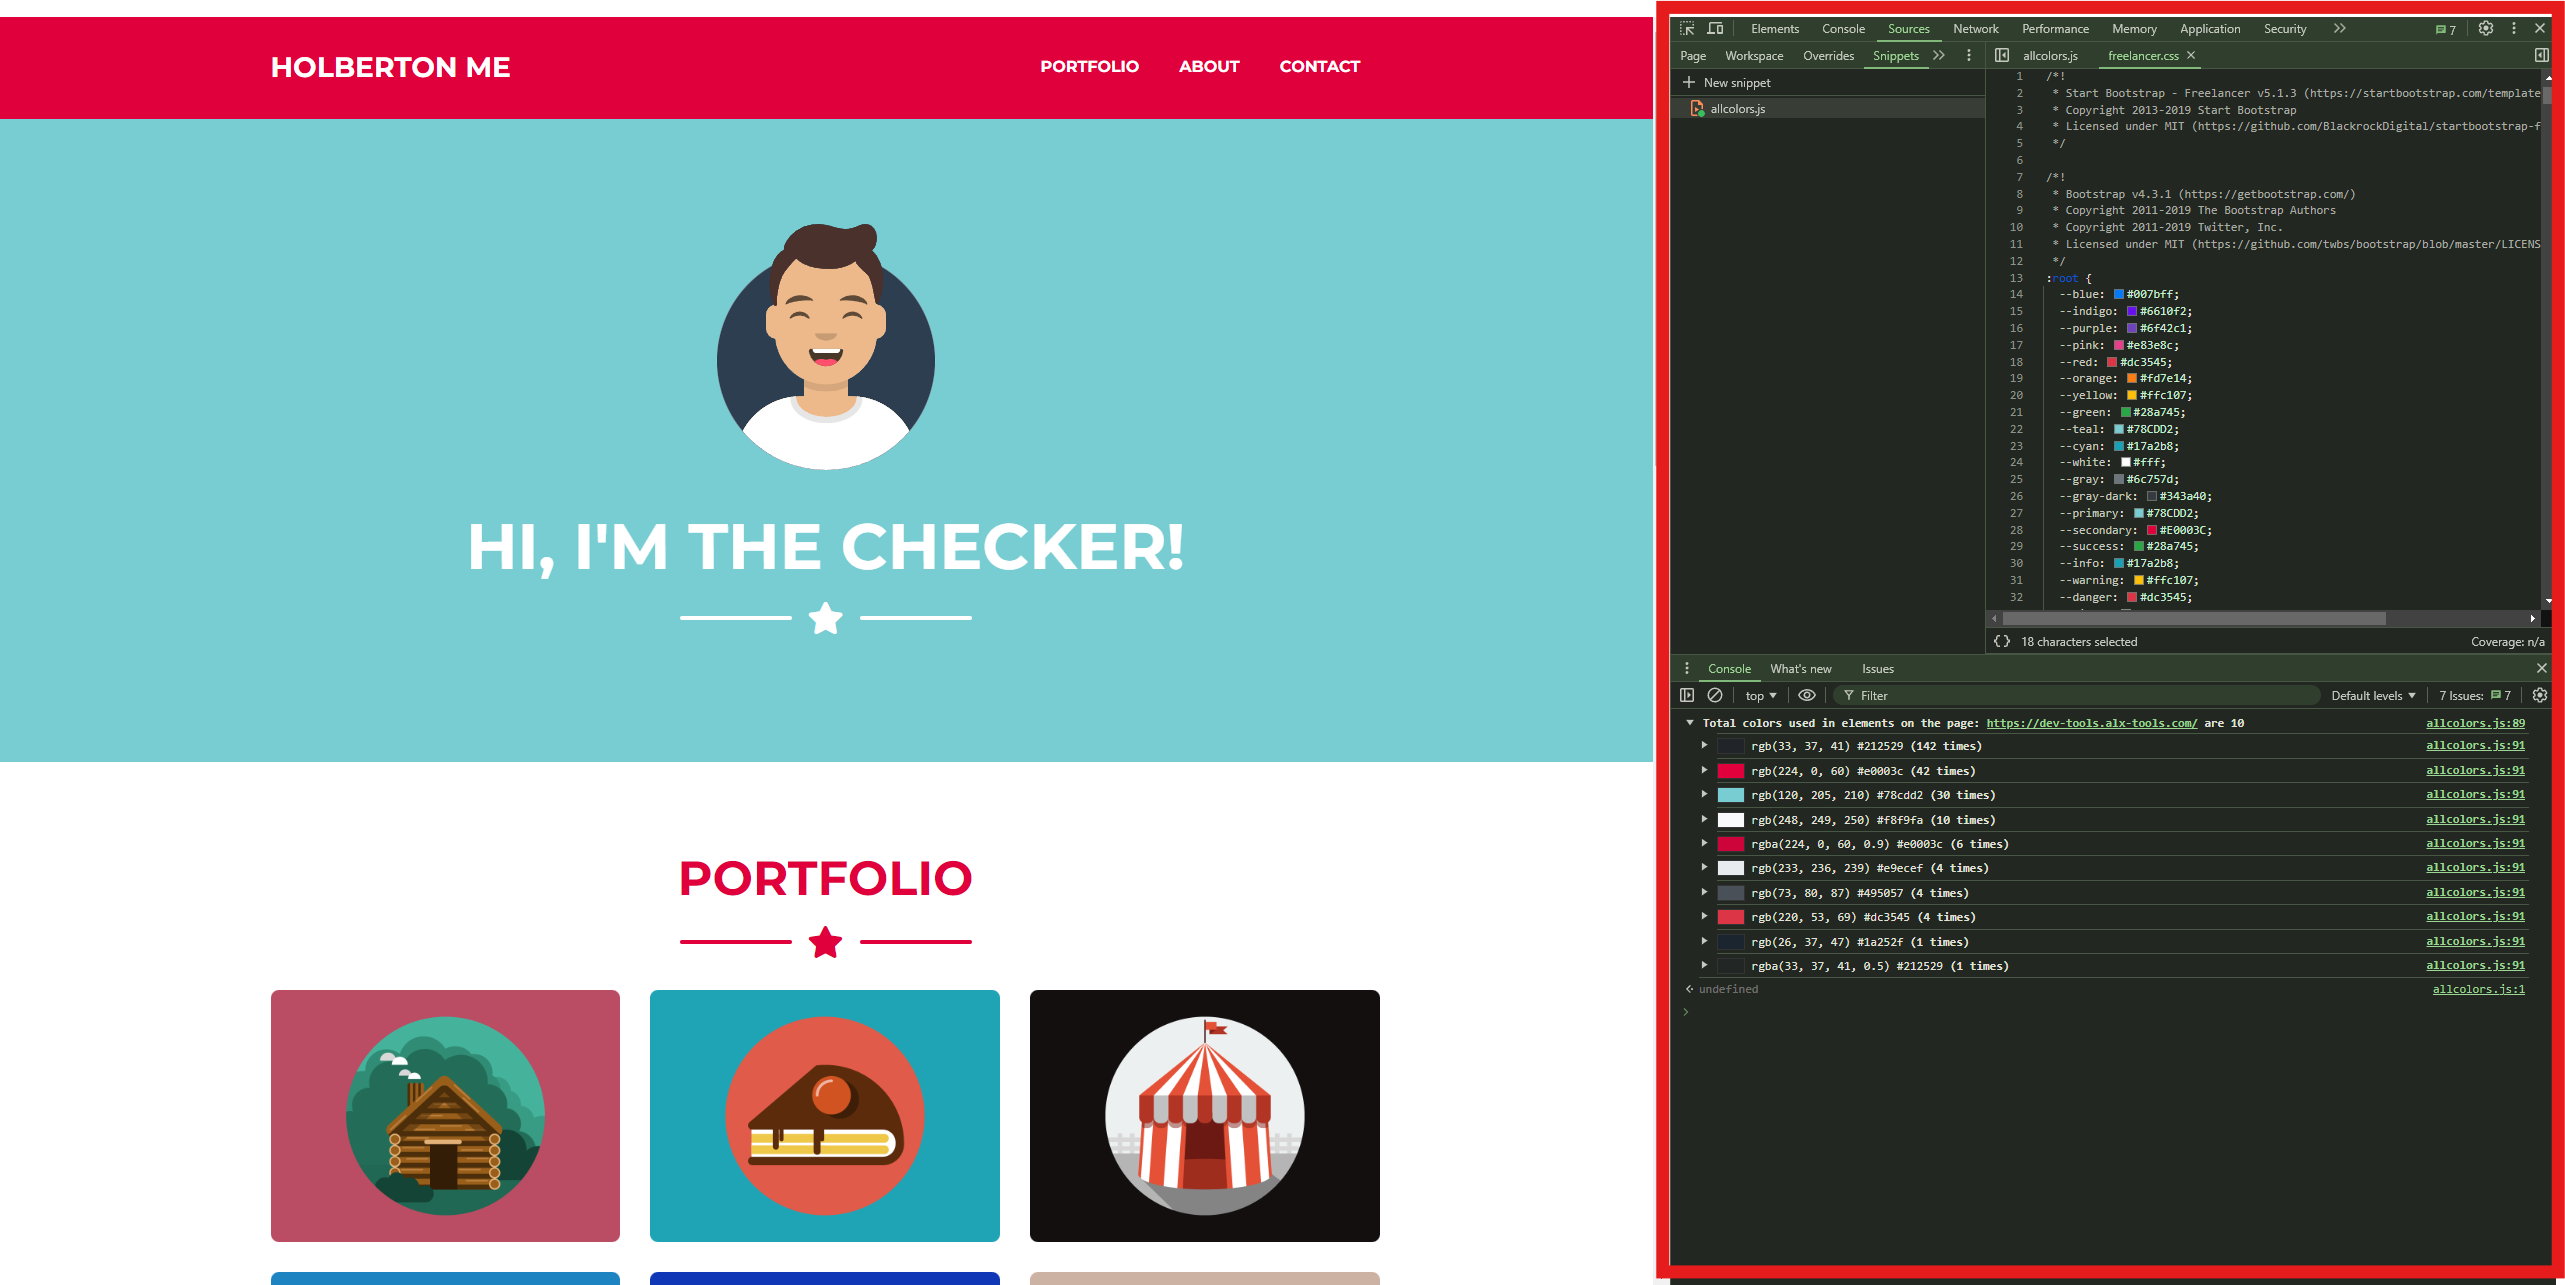 HOLBERTON ME
PORTFOLIO ABOUT CONTACT
HI, I'M THE CHECKER!
PORTFOLIO
Elements Console Sources Network Performance Memory Application Security 7
Page Workspace Overrides Snippets
New snippet
allcolors.js
allcolors.js freelancer.css
1 /*!
2 * Start Bootstrap - Freelancer v5.1.3 (https://startbootstrap.com/template
3 * Copyright 2013-2019 Start Bootstrap
4 * Licensed under MIT (https://github.com/BlackrockDigital/startbootstrap-f
5 */
6
7 /*!
8 * Bootstrap v4.3.1 (https://getbootstrap.com/)
9 * Copyright 2011-2019 The Bootstrap Authors
10 * Copyright 2011-2019 Twitter, Inc.
11 * Licensed under MIT (https://github.com/twbs/bootstrap/blob/master/LICENS
12 */
13 :root {
14 --blue: #007bff;
15 --indigo: #6610f2;
16 --purple: #6f42c1;
17 --pink: #e83e8c;
18 --red: #dc3545;
19 --orange: #fd7e14;
20 --yellow: #ffc107;
21 --green: #28a745;
22 --teal: #78CDD2;
23 --cyan: #17a2b8;
24 --white: #fff;
25 --gray: #6c757d;
26 --gray-dark: #343a40;
27 --primary: #78CDD2;
28 --secondary: #E0003C;
29 --success: #28a745;
30 --info: #17a2b8;
31 --warning: #ffc107;
32 --danger: #dc3545;
{} 18 characters selected Coverage: n/a
Console What's new Issues
top Filter Default levels 7 Issues: 7
Total colors used in elements on the page: https://dev-tools.alx-tools.com/ are 10 allcolors.js:89
rgb(33, 37, 41) #212529 (142 times) allcolors.js:91
rgb(224, 0, 60) #e0003c (42 times) allcolors.js:91
rgb(120, 205, 210) #78cdd2 (30 times) allcolors.js:91
rgb(248, 249, 250) #f8f9fa (10 times) allcolors.js:91
rgba(224, 0, 60, 0.9) #e0003c (6 times) allcolors.js:91
rgb(233, 236, 239) #e9ecef (4 times) allcolors.js:91
rgb(73, 80, 87) #495057 (4 times) allcolors.js:91
rgb(220, 53, 69) #dc3545 (4 times) allcolors.js:91
rgb(26, 37, 47) #1a252f (1 times) allcolors.js:91
rgba(33, 37, 41, 0.5) #212529 (1 times) allcolors.js:91
undefined allcolors.js:1